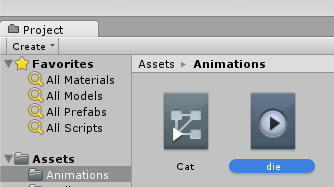 Project
Create
Favorites
All Materials
All Models
All Prefabs
All Scripts
Assets
Animations
Assets ▸ Animations
Cat
die